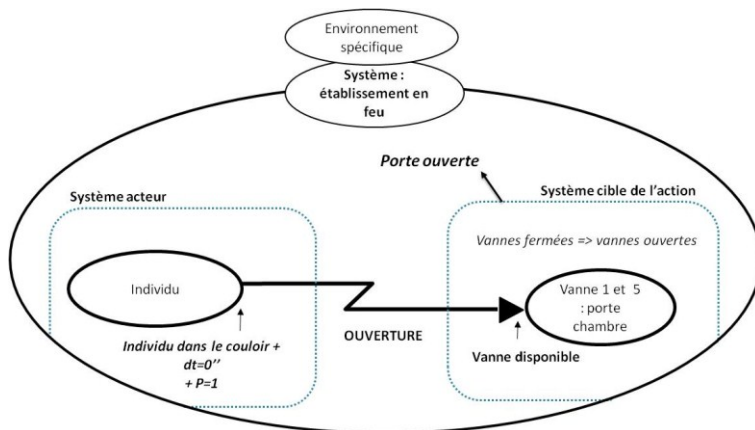 Environnement
spécifique
Système :
établissement en
feu
Porte ouverte
Système acteur
Système cible de l'action
Vannes fermées => vannes ouvertes
Individu
Vanne 1 et 5
: porte
chambre
OUVERTURE
Individu dans le couloir +
dt=0''
+ P=1
Vanne disponible